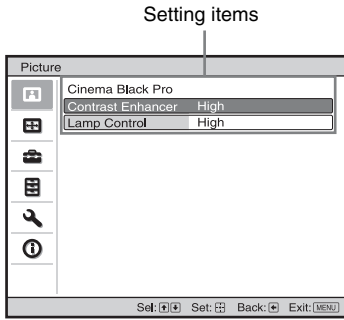 Setting items
Picture
Cinema Black Pro
Contrast Enhancer High
Lamp Control High
Sel: Set: Back: Exit: MENU